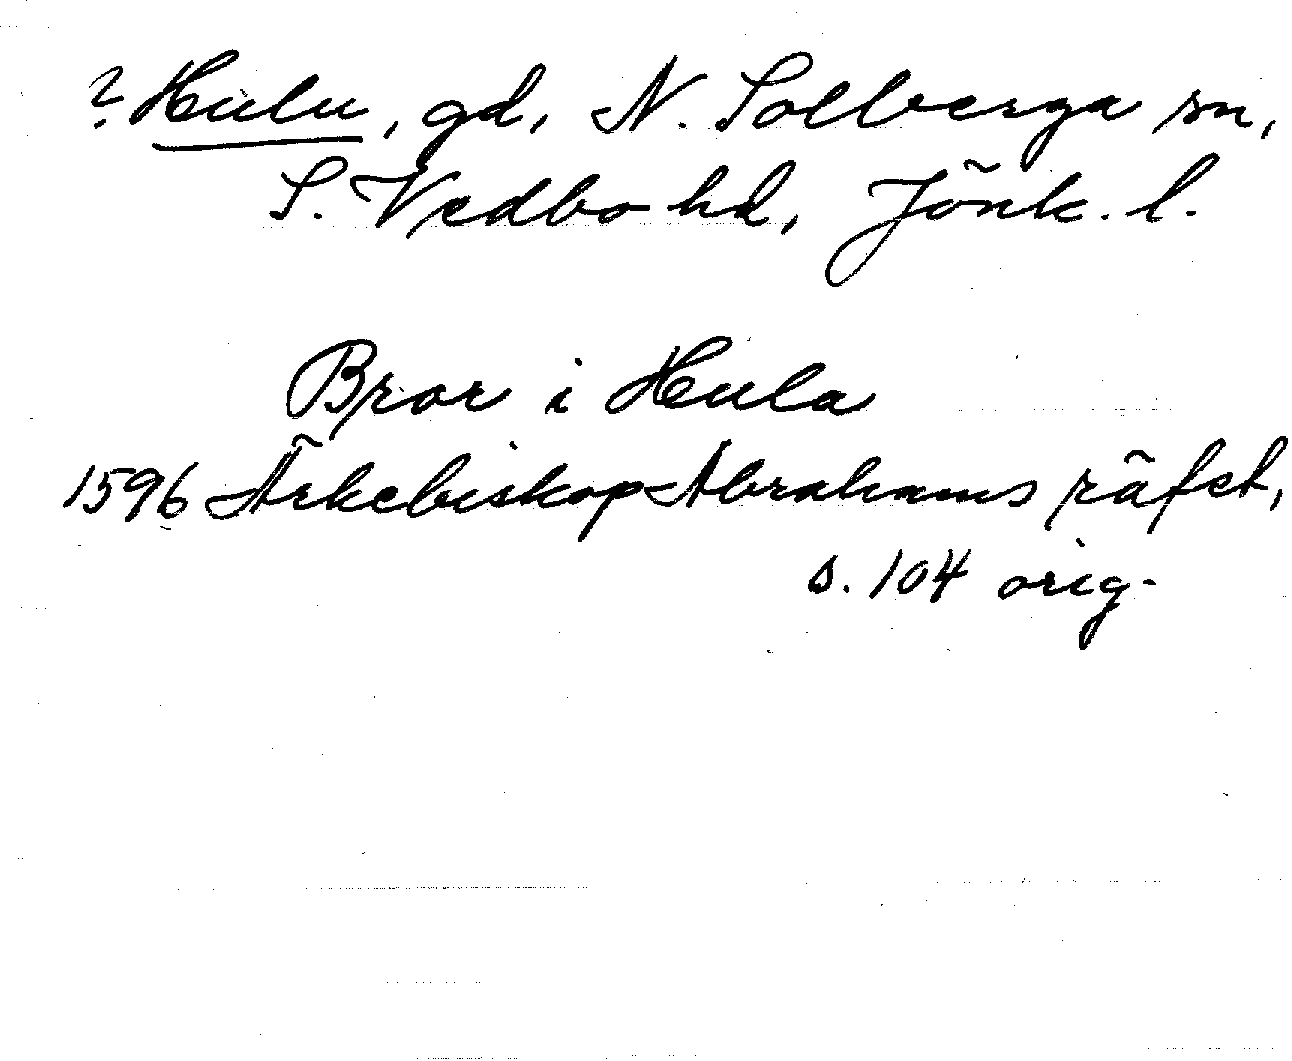 ? Hulu, gd, N. Solberga sn,
S. Vedbo hd, Jönk. l.
Bror i Hula
1596 Ärkebiskop Abrahams räfst,
s. 104 orig.